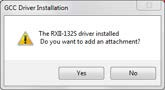 GCC Driver Installation
The RXII-132S driver installed
Do you want to add an attachment?
Yes
No